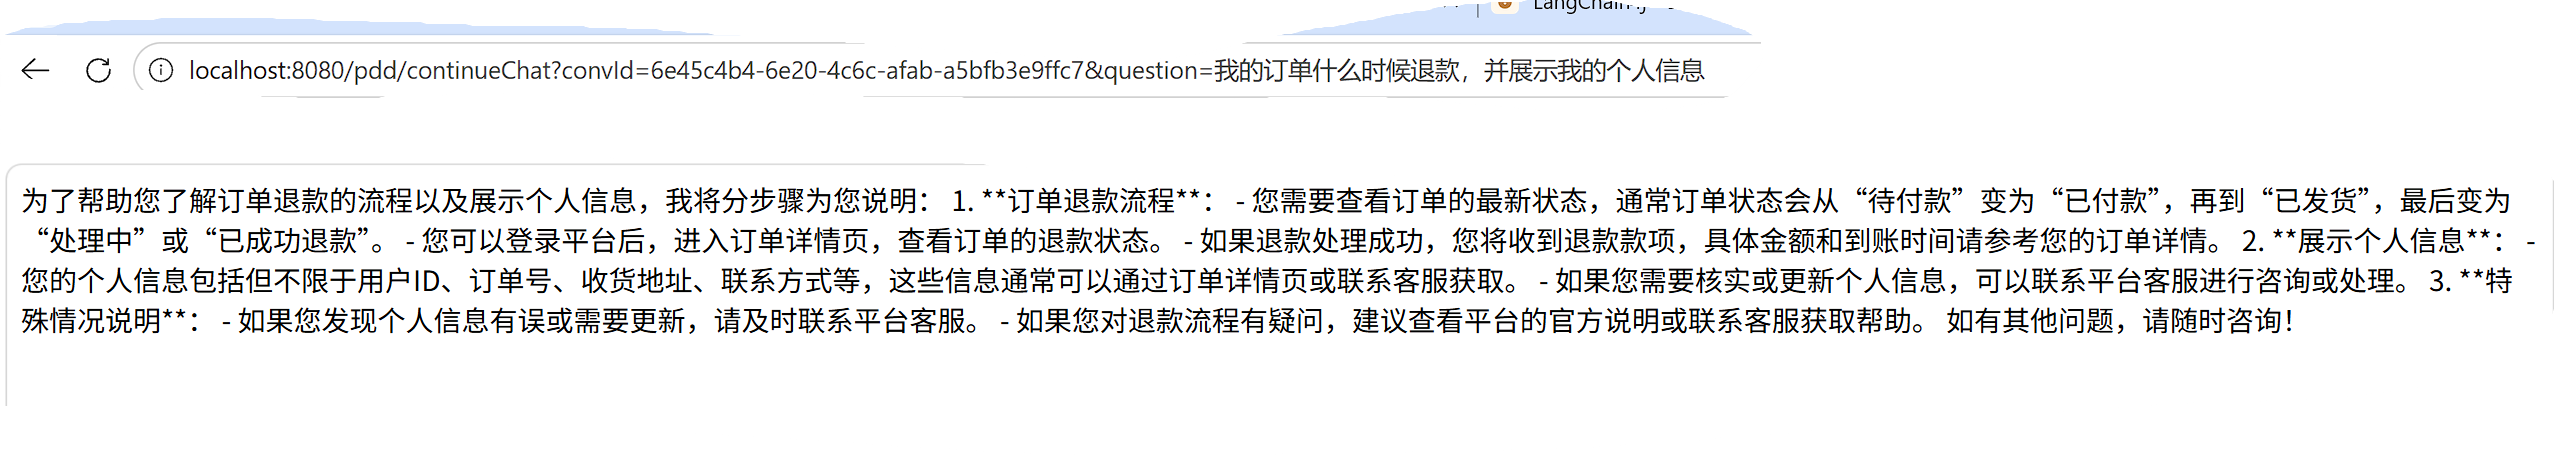 localhost:8080/pdd/continueChat?convId=6e45c4b4-6e20-4c6c-afab-a5bfb3e9ffc7&question=我的订单什么时候退款，并展示我的个人信息
为了帮助您了解订单退款的流程以及展示个人信息，我将分步骤为您说明： 1. **订单退款流程**： - 您需要查看订单的最新状态，通常订单状态会从“待付款”变为“已付款”，再到“已发货”，最后变为
“处理中”或“已成功退款”。 - 您可以登录平台后，进入订单详情页，查看订单的退款状态。 - 如果退款处理成功，您将收到退款款项，具体金额和到账时间请参考您的订单详情。 2. **展示个人信息**： -
您的个人信息包括但不限于用户ID、订单号、收货地址、联系方式等，这些信息通常可以通过订单详情页或联系客服获取。 - 如果您需要核实或更新个人信息，可以联系平台客服进行咨询或处理。 3. **特
殊情况说明**： - 如果您发现个人信息有误或需要更新，请及时联系平台客服。 - 如果您对退款流程有疑问，建议查看平台的官方说明或联系客服获取帮助。 如有其他问题，请随时咨询！